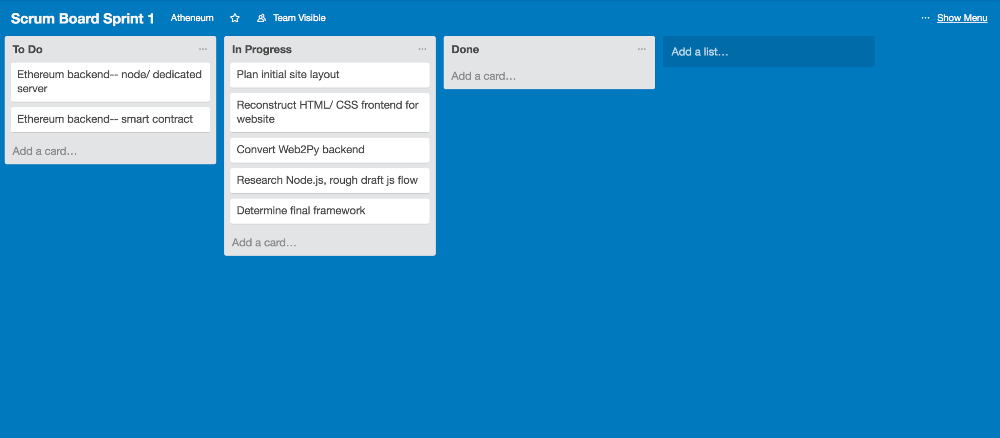 Scrum Board Sprint 1 Atheneum Team Visible ... Show Menu
To Do ...
Ethereum backend-- node/ dedicated
server
Ethereum backend-- smart contract
Add a card...
In Progress ...
Plan initial site layout
Reconstruct HTML/ CSS frontend for
website
Convert Web2Py backend
Research Node.js, rough draft js flow
Determine final framework
Add a card...
Done ...
Add a card...
Add a list...